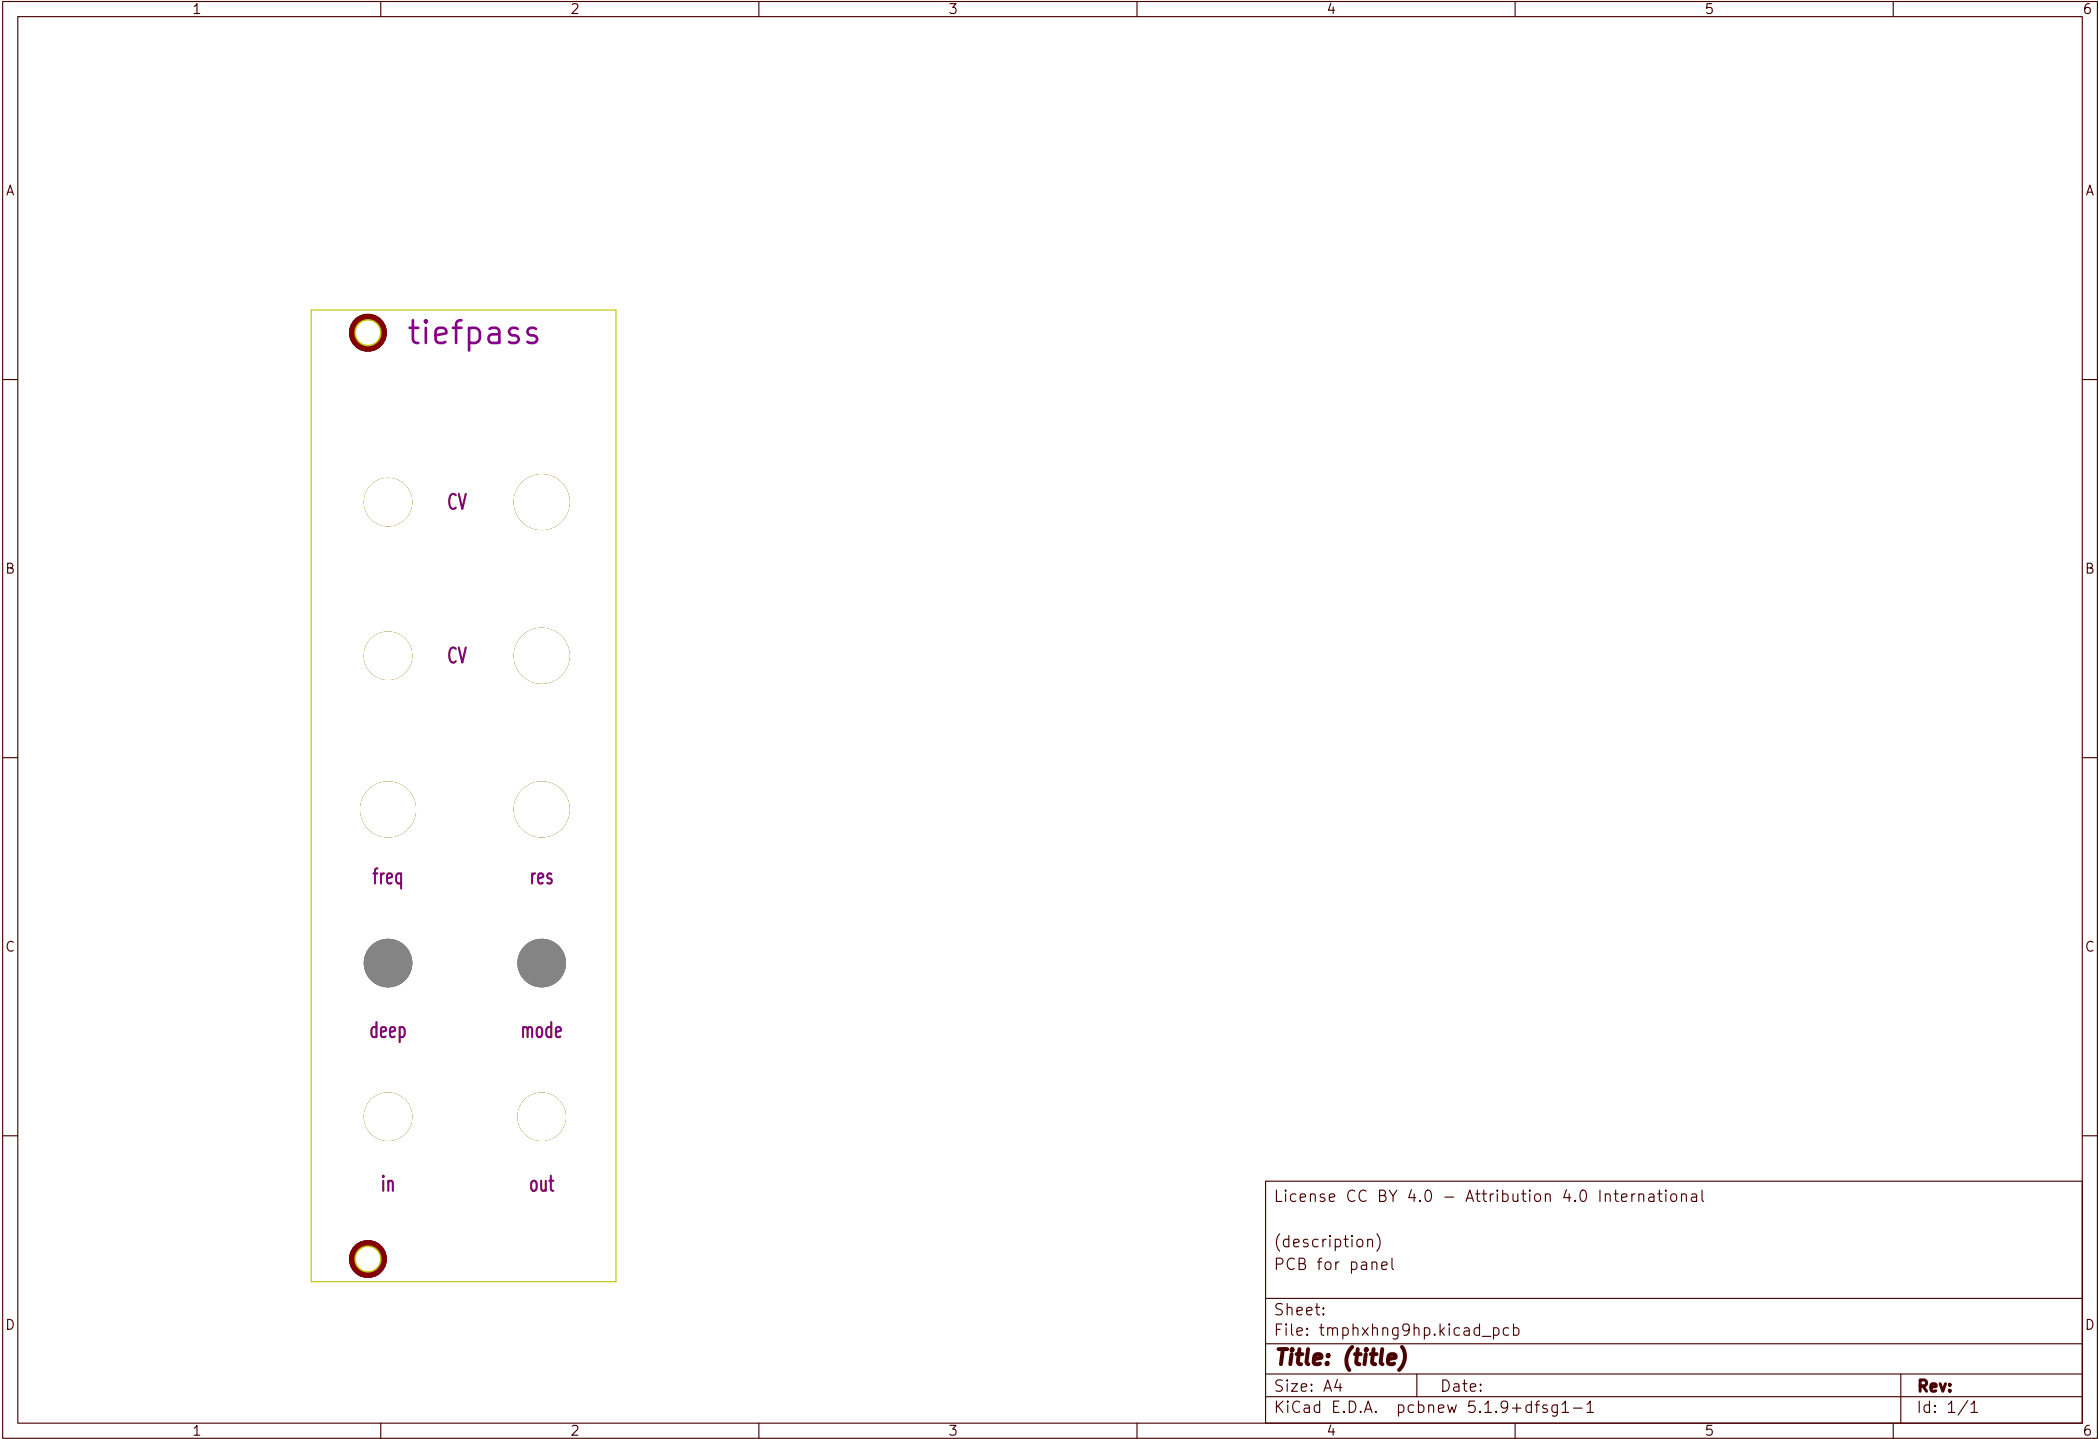 1 2 3 4 5 6
A A
tiefpass
CV
B B
CV
freq res
C C
deep mode
in out
License CC BY 4.0 – Attribution 4.0 International
(description)
PCB for panel
Sheet:
D D
File: tmphxhng9hp.kicad_pcb
Title: (title)
Size: A4 Date: Rev:
KiCad E.D.A. pcbnew 5.1.9+dfsg1-1 Id: 1/1
1 2 3 4 5 6